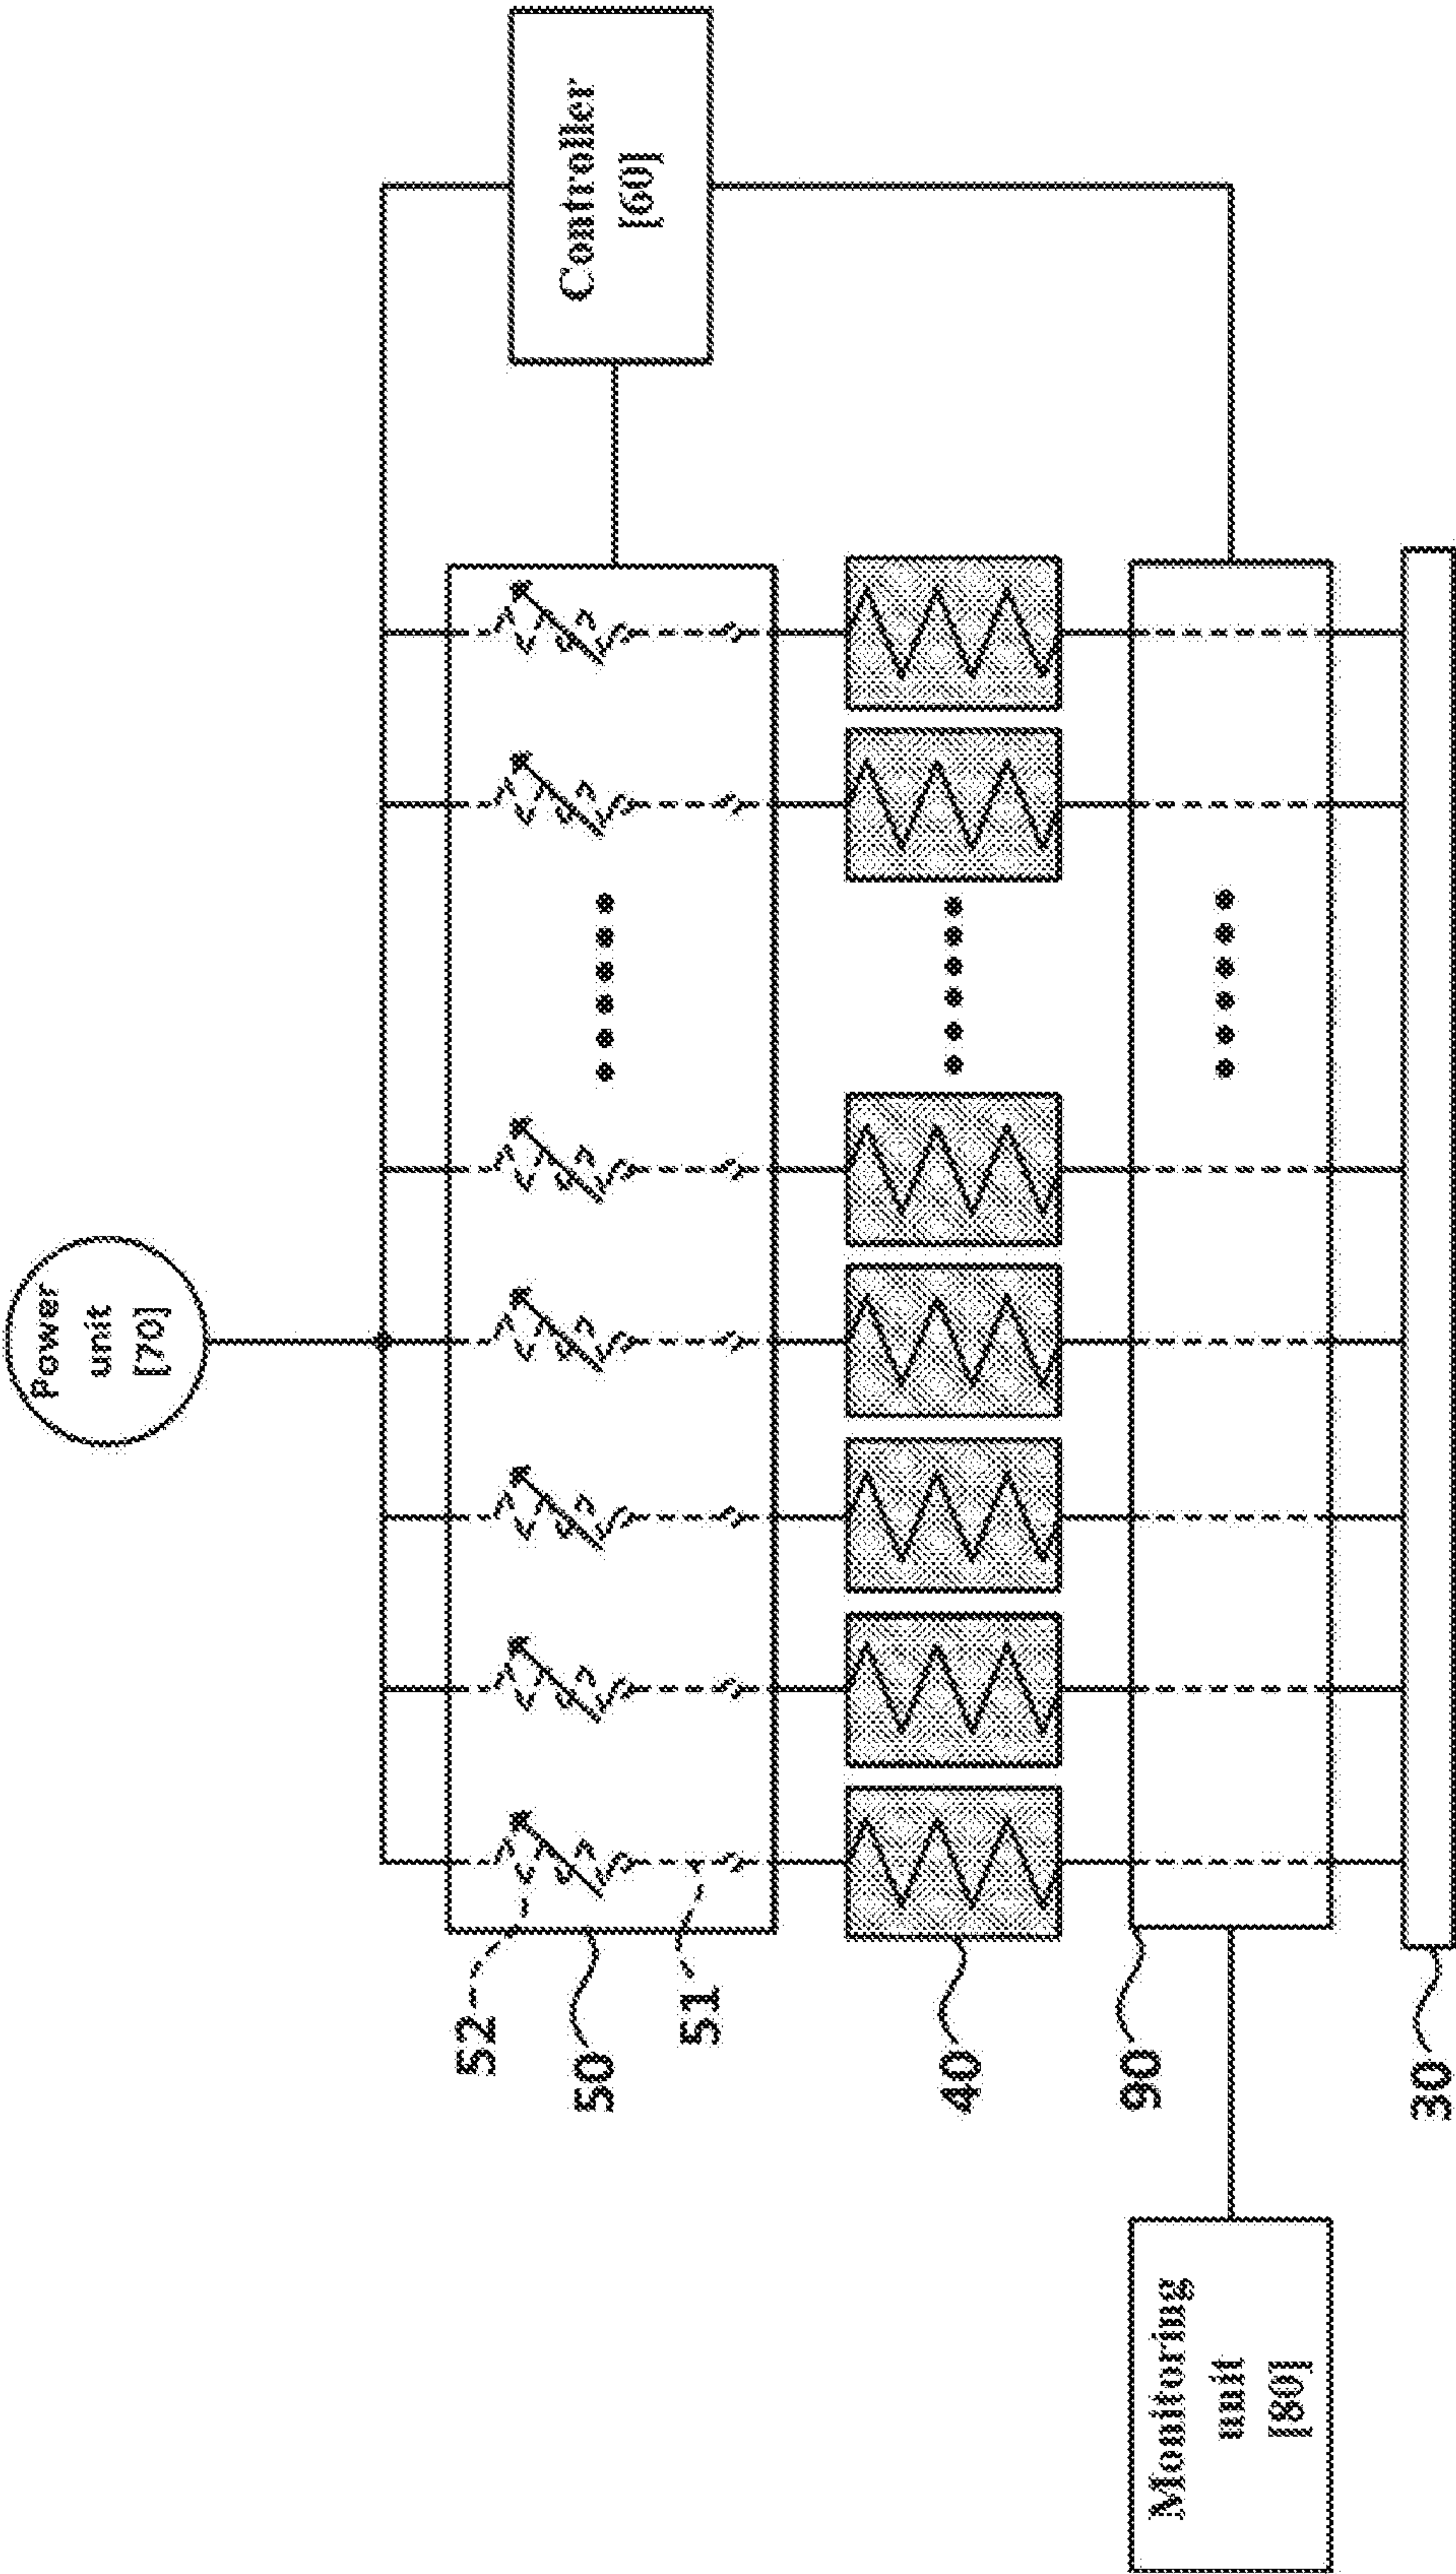 Power
unit
[70]
Controller
[60]
52
50
51
40
90
30
Monitoring
unit
[80]